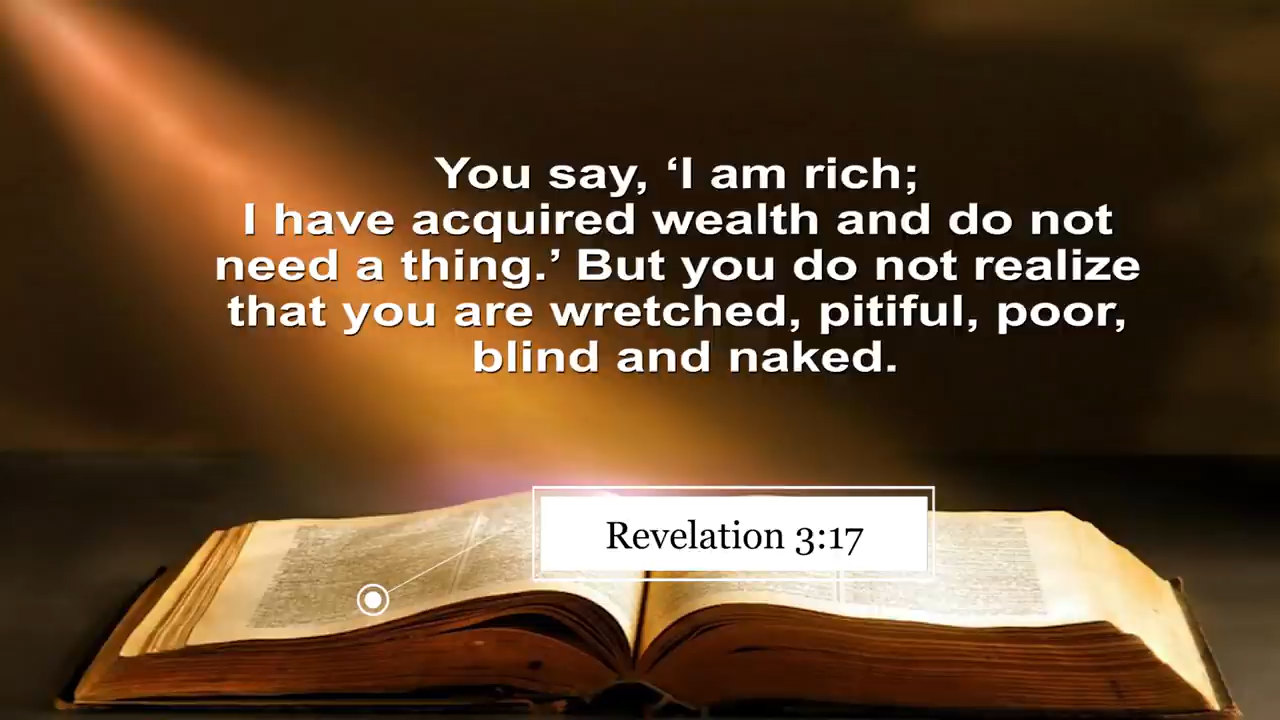 You say, ‘I am rich;
I have acquired wealth and do not
need a thing.’ But you do not realize
that you are wretched, pitiful, poor,
blind and naked.
Revelation 3:17